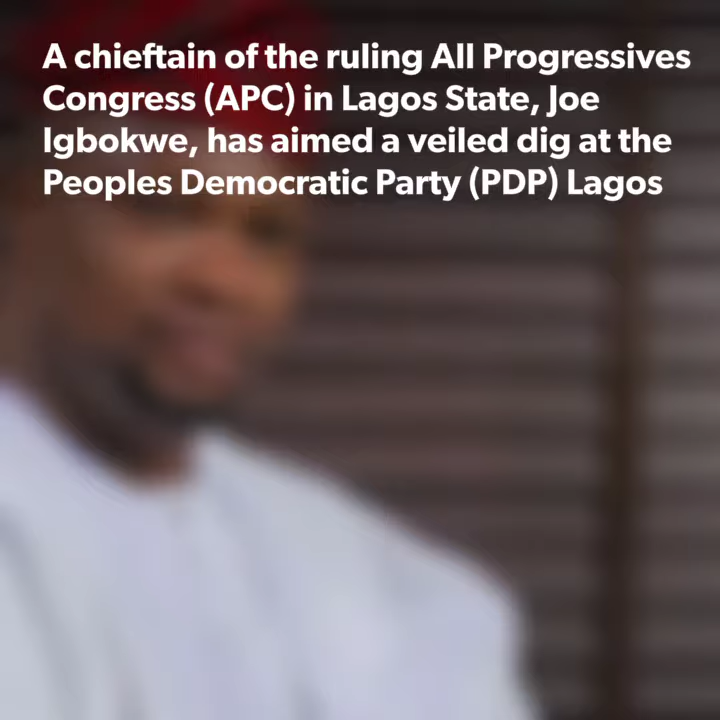 A chieftain of the ruling All Progressives
Congress (APC) in Lagos State, Joe
Igbokwe, has aimed a veiled dig at the
Peoples Democratic Party (PDP) Lagos